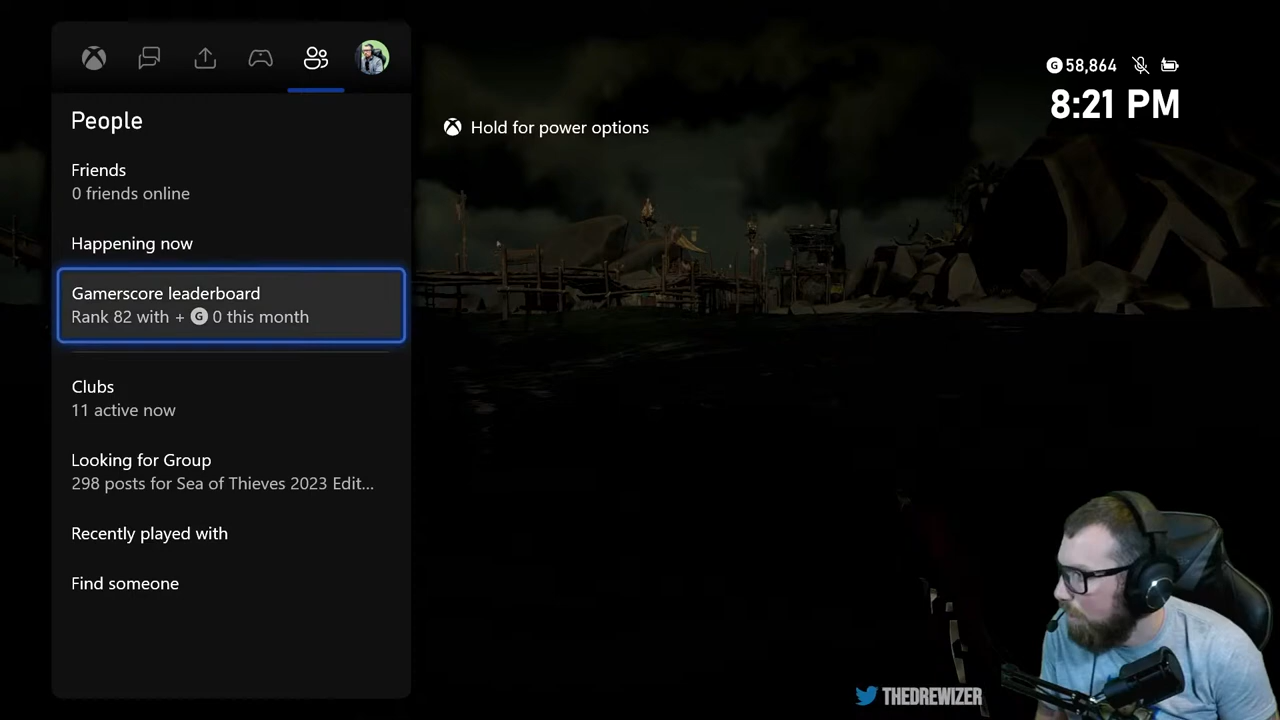 People
Friends
0 friends online
Happening now
Gamerscore leaderboard
Rank 82 with + G 0 this month
Clubs
11 active now
Looking for Group
298 posts for Sea of Thieves 2023 Edit...
Recently played with
Find someone
Hold for power options
G 58,864
8:21 PM
THEDREWIZER